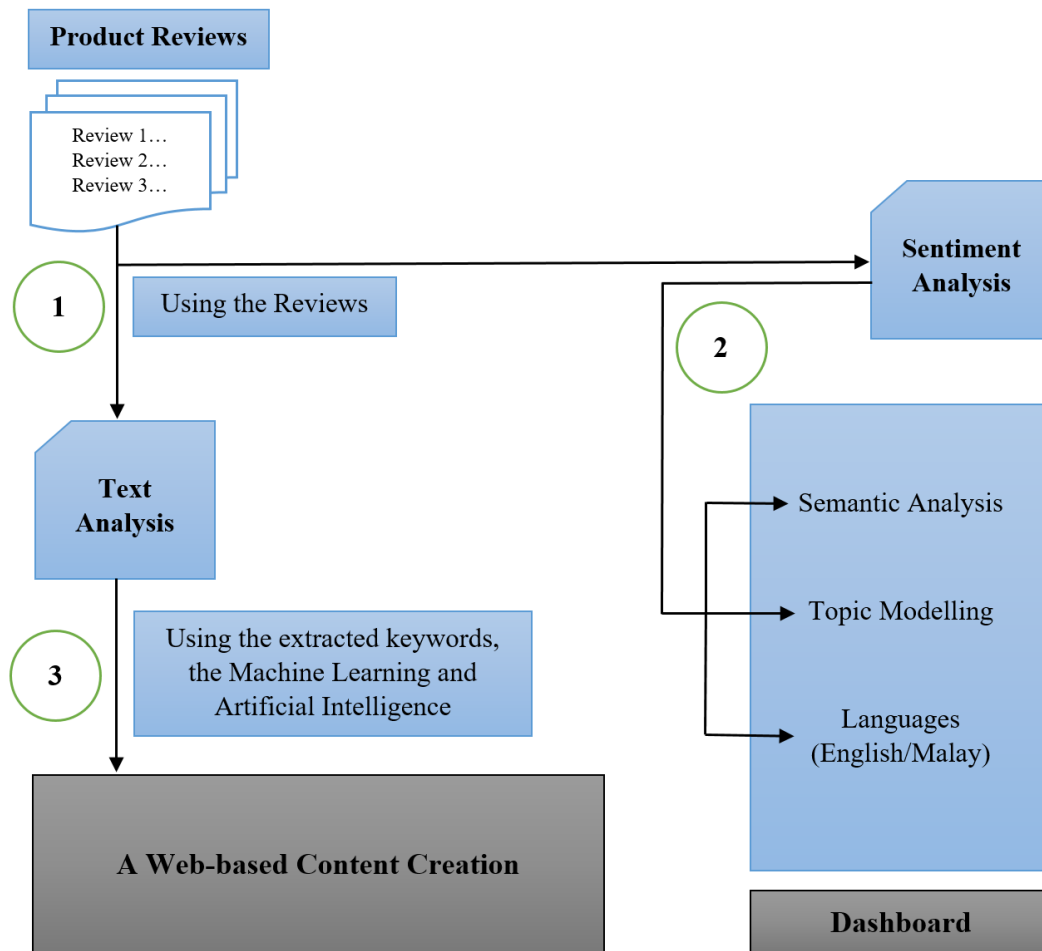 Product Reviews
Review 1…
Review 2…
Review 3…
Sentiment
Analysis
1
Using the Reviews
2
Text
Analysis
Semantic Analysis
Topic Modelling
3
Using the extracted keywords,
the Machine Learning and
Artificial Intelligence
Languages
(English/Malay)
A Web-based Content Creation
Dashboard